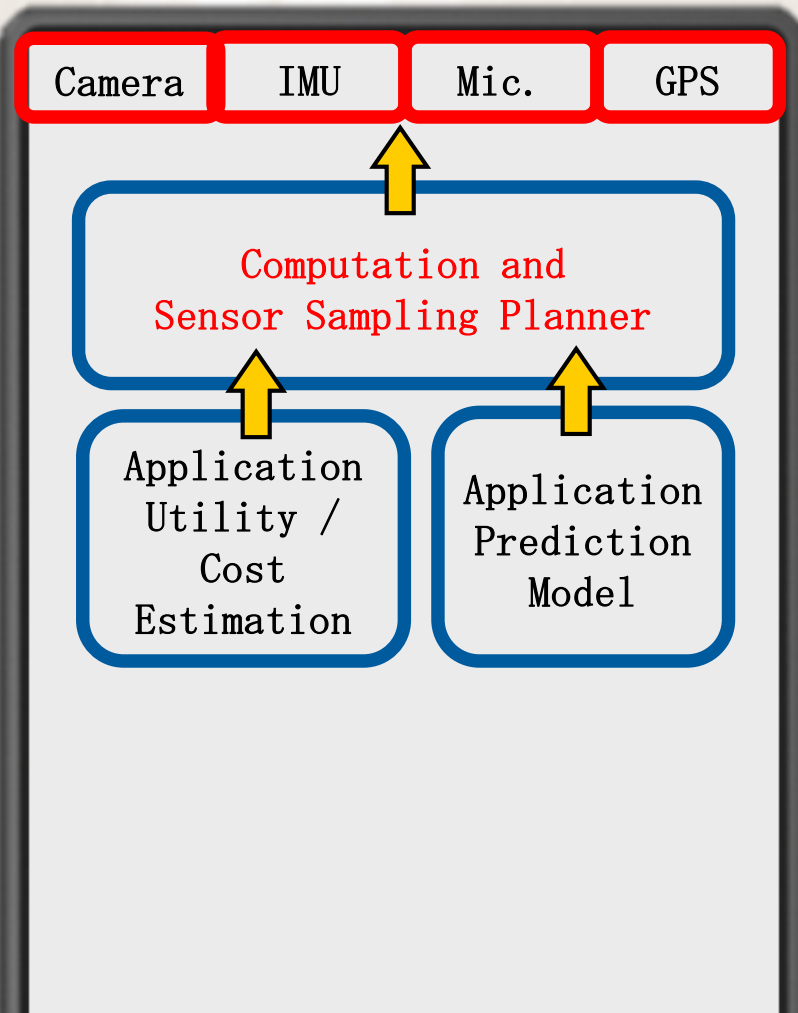 Camera IMU Mic. GPS
Computation and
Sensor Sampling Planner
Application
Utility /
Cost
Estimation
Application
Prediction
Model